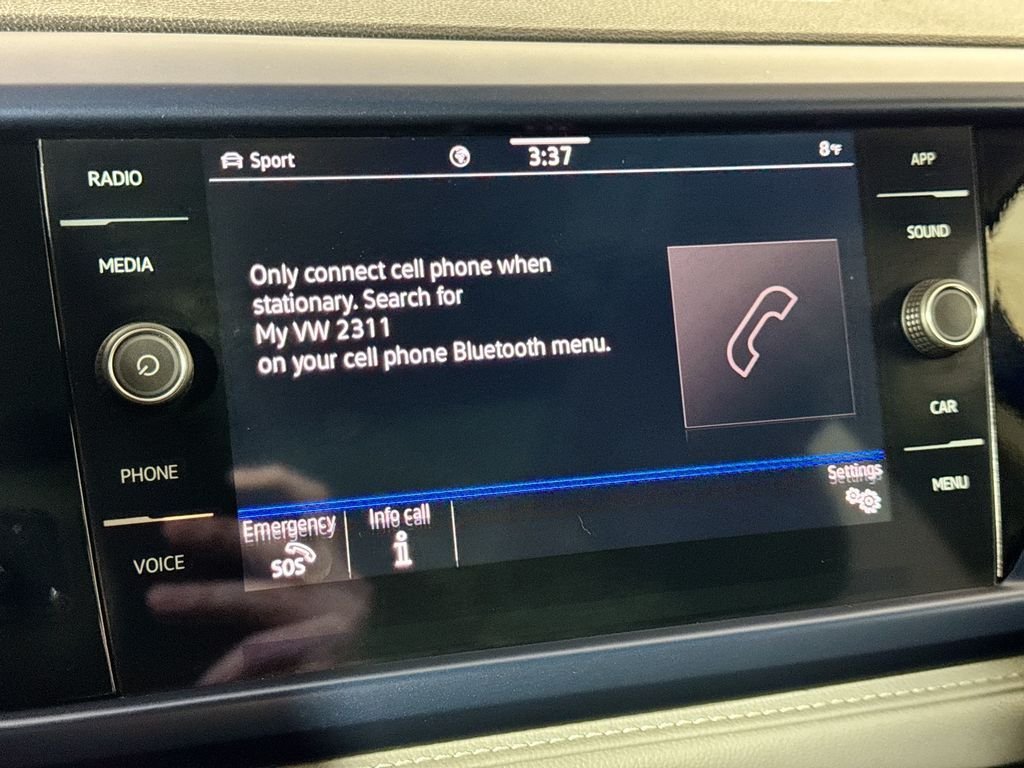 RADIO
MEDIA
PHONE
VOICE
Sport
3:37
8°F
Only connect cell phone when
stationary. Search for
My VW 2311
on your cell phone Bluetooth menu.
Emergency
SOS
Info call
i
Settings
APP
SOUND
CAR
MENU